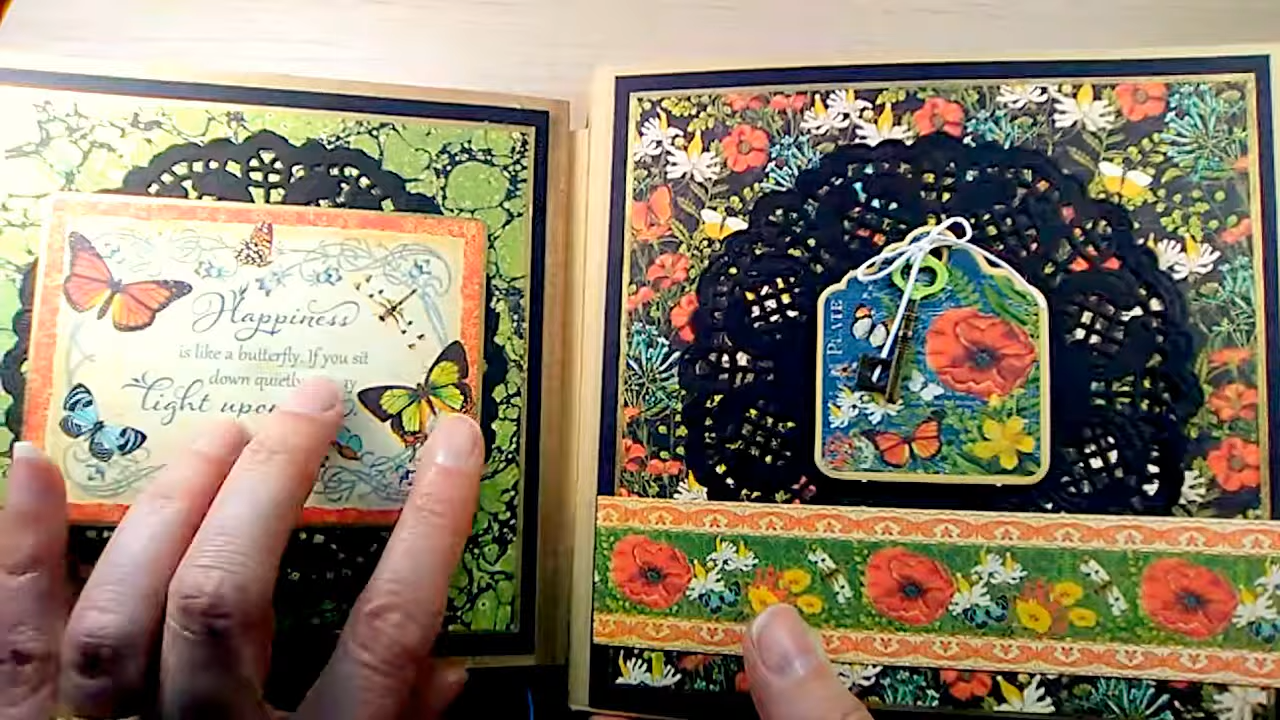 Happiness
is like a butterfly. If you sit
down quietly
light upon
PLATE